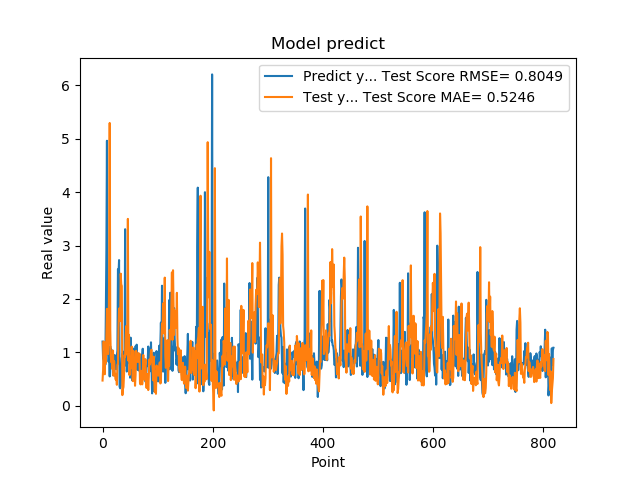 Model predict
Predict y... Test Score RMSE= 0.8049
Test y... Test Score MAE= 0.5246
Real value
6
5
4
3
2
1
0
0 200 400 600 800
Point